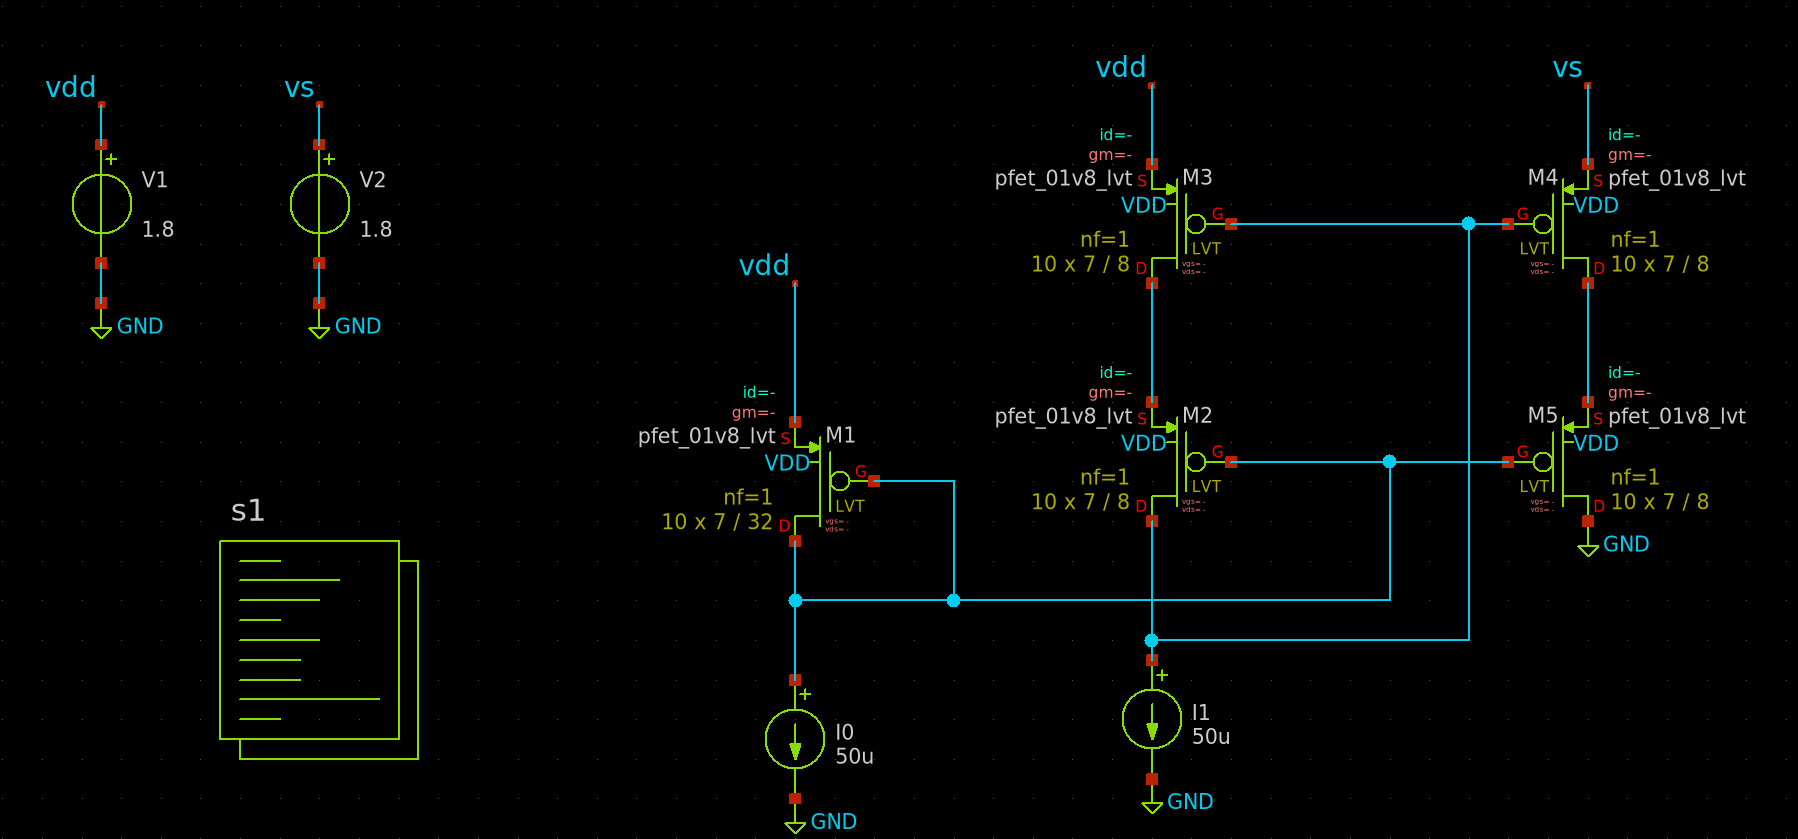 vdd
vs
+
V1
1.8
GND
+
V2
1.8
GND
s1
vdd
id=-
gm=-
pfet_01v8_lvt
S
M1
VDD
G
nf=1
LVT
10 x 7 / 32
D
vgs=-
vds=-
+
I0
50u
GND
vdd
id=-
gm=-
pfet_01v8_lvt
S
M3
VDD
G
nf=1
LVT
10 x 7 / 8
D
vgs=-
vds=-
id=-
gm=-
pfet_01v8_lvt
S
M2
VDD
G
nf=1
LVT
10 x 7 / 8
D
vgs=-
vds=-
+
I1
50u
GND
vs
id=-
gm=-
M4
S
pfet_01v8_lvt
G
VDD
LVT
nf=1
10 x 7 / 8
vgs=-
vds=-
D
id=-
gm=-
M5
S
pfet_01v8_lvt
G
VDD
LVT
nf=1
10 x 7 / 8
vgs=-
vds=-
D
GND